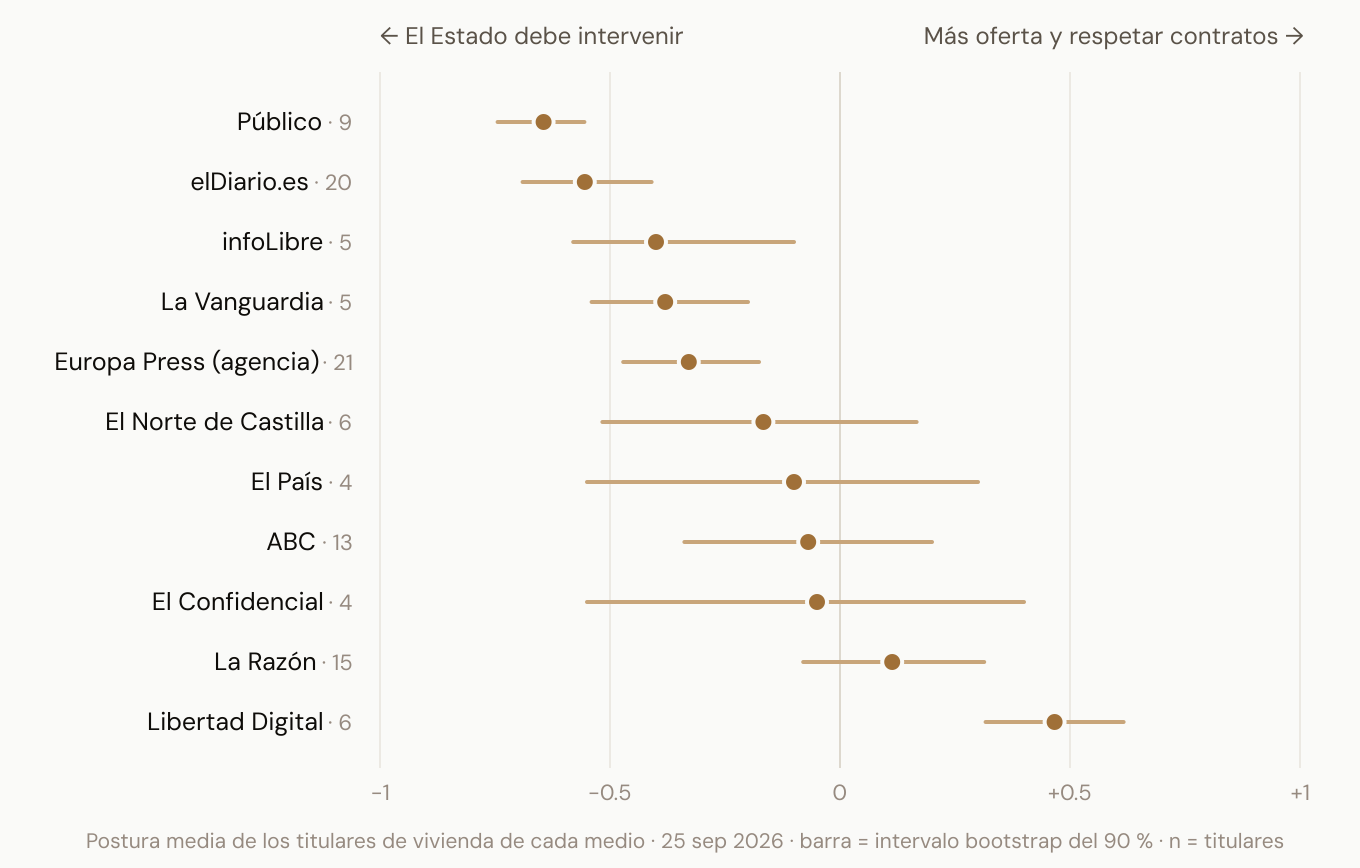 ← El Estado debe intervenir
Más oferta y respetar contratos →
Público · 9
elDiario.es · 20
infoLibre · 5
La Vanguardia · 5
Europa Press (agencia) · 21
El Norte de Castilla · 6
El País · 4
ABC · 13
El Confidencial · 4
La Razón · 15
Libertad Digital · 6
−1
−0.5
0
+0.5
+1
Postura media de los titulares de vivienda de cada medio · 25 sep 2026 · barra = intervalo bootstrap del 90 % · n = titulares